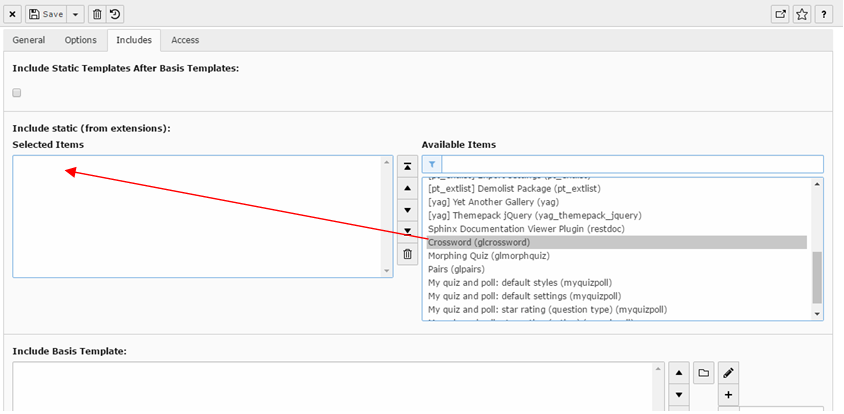 Save
General Options Includes Access
Include Static Templates After Basis Templates:
Include static (from extensions):
Selected Items
Available Items
[yag] Yet Another Gallery (yag)
[pt_extlist] Demolist Package (pt_extlist)
[yag] Themepack jQuery (yag_themepack_jquery)
Sphinx Documentation Viewer Plugin (restdoc)
Crossword (glcrossword)
Morphing Quiz (glmorphquiz)
Pairs (glpairs)
My quiz and poll: default styles (myquizpoll)
My quiz and poll: default settings (myquizpoll)
My quiz and poll: star rating (question type) (myquizpoll)
Include Basis Template: